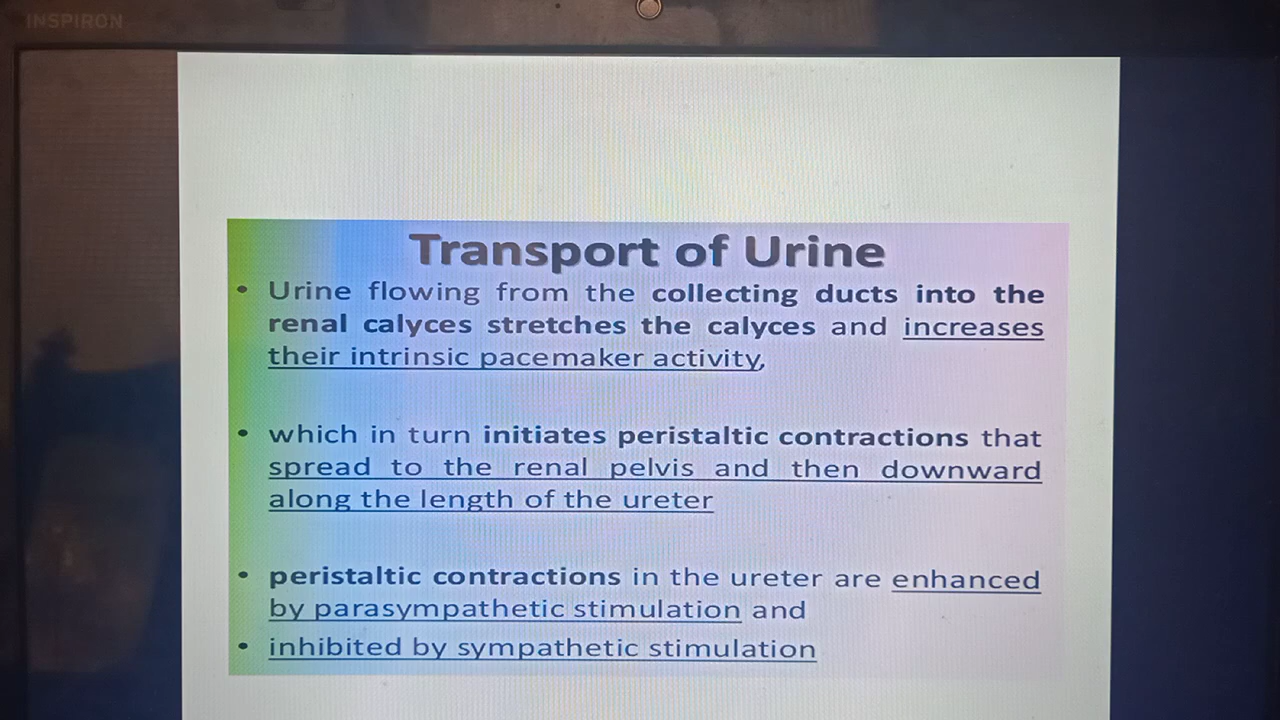 INSPIRON
Transport of Urine
• Urine flowing from the collecting ducts into the
renal calyces stretches the calyces and increases
their intrinsic pacemaker activity,
• which in turn initiates peristaltic contractions that
spread to the renal pelvis and then downward
along the length of the ureter
• peristaltic contractions in the ureter are enhanced
by parasympathetic stimulation and
• inhibited by sympathetic stimulation